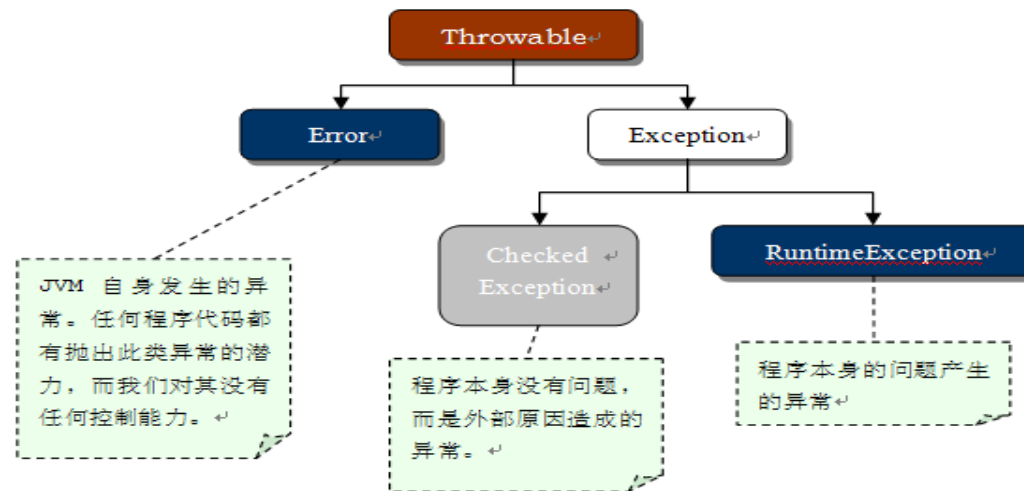 Throwable
Error
Exception
Checked
Exception
RuntimeException
JVM 自身发生的异
常。任何程序代码都
有抛出此类异常的潜
力，而我们对其没有
任何控制能力。
程序本身没有问题，
而是外部原因造成的
异常。
程序本身的问题产生
的异常